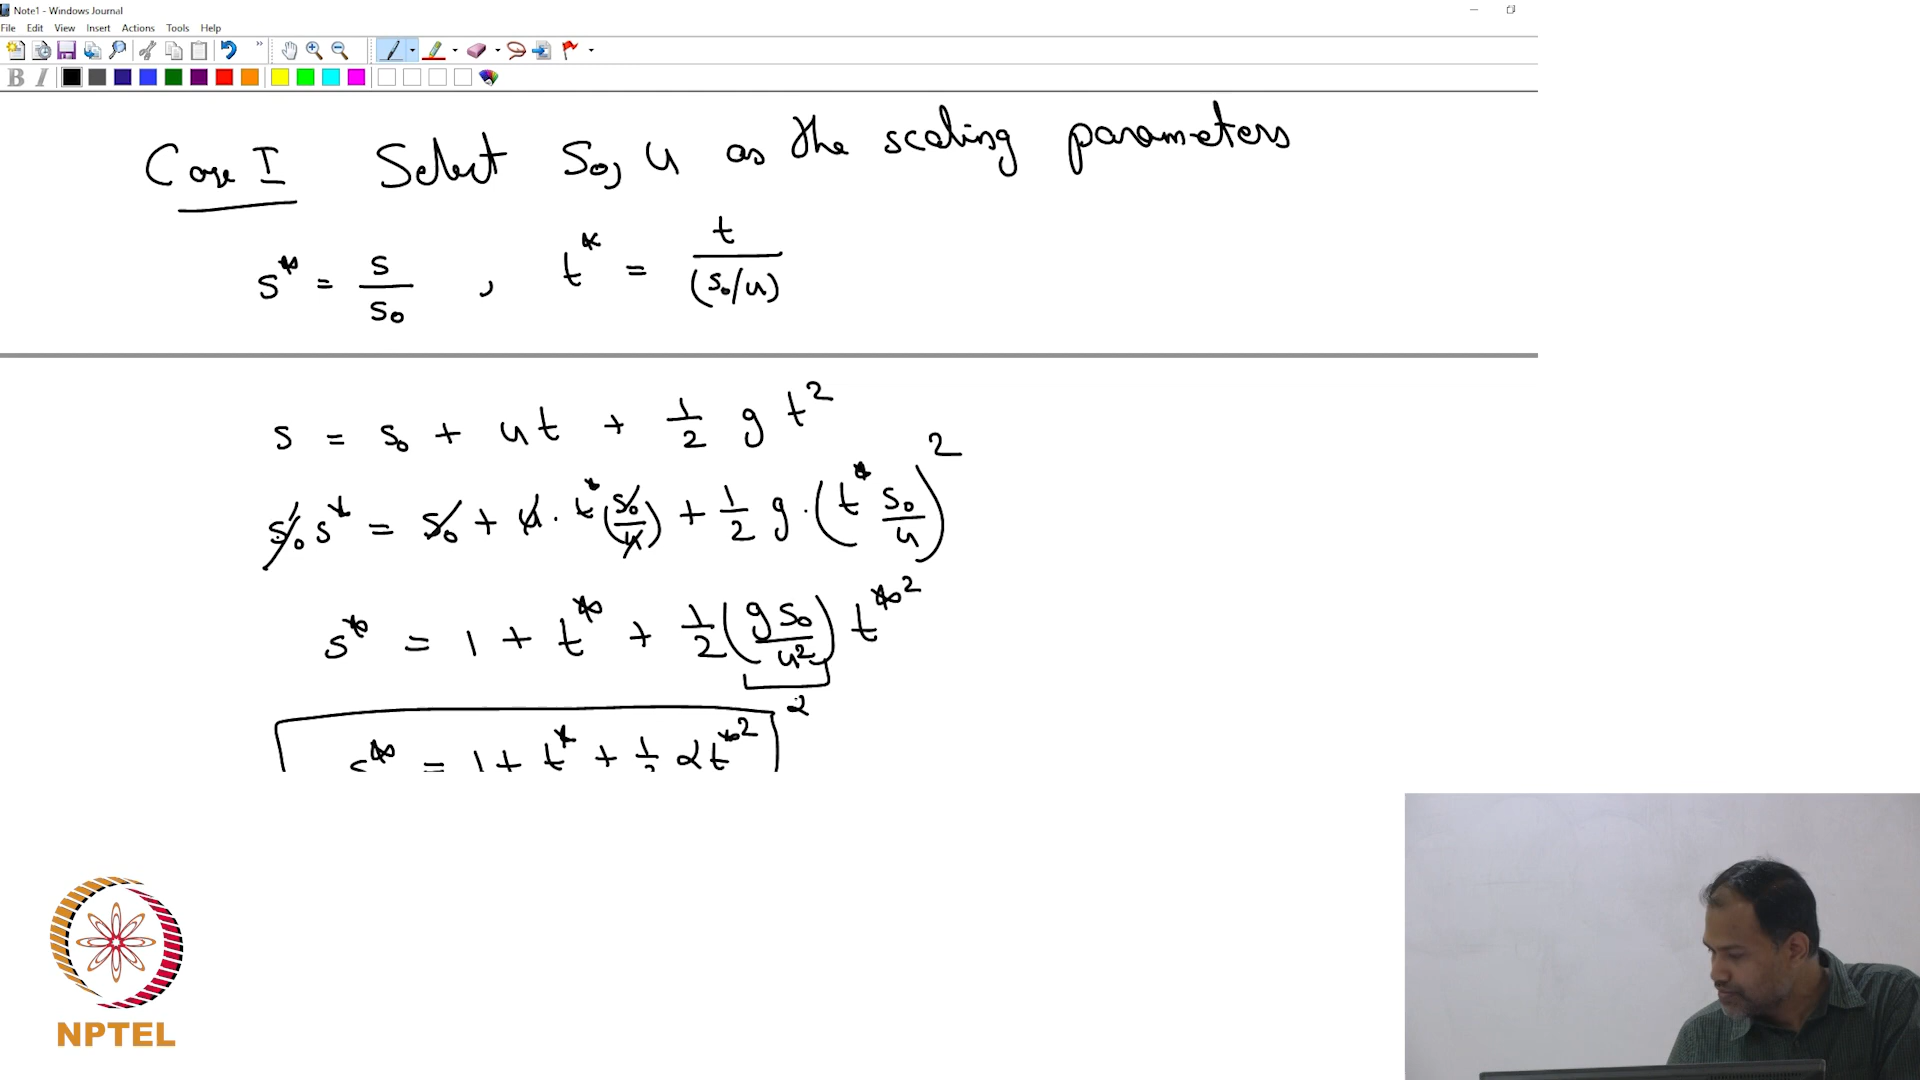 Note1 - Windows Journal
File Edit View Insert Actions Tools Help
B I
Case I Select S₀, u as the scaling parameters
s* = s / s₀ , t* = t / (s₀/u)
s = s₀ + ut + 1/2 g t²
s₀ s* = s₀ + u · t* (s₀/u) + 1/2 g · (t* s₀/u)²
s* = 1 + t* + 1/2 (g s₀/u²) t*²
α
s* = 1 + t* + 1/2 α t*²
NPTEL